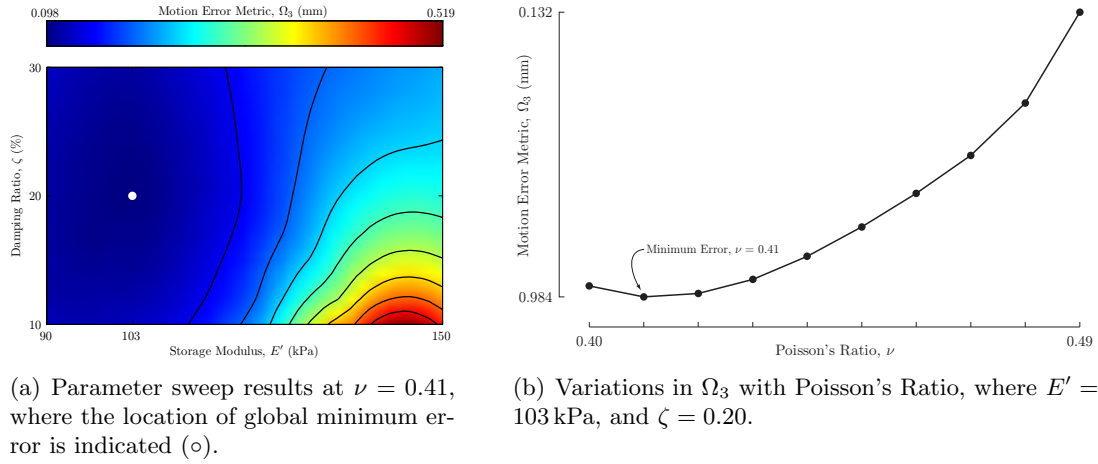 0.098 Motion Error Metric, Ω₃ (mm) 0.519
30
20
10
Damping Ratio, ζ (%)
90 103 150
Storage Modulus, E′ (kPa)
0.132
0.984
Motion Error Metric, Ω₃ (mm)
Minimum Error, ν = 0.41
0.40 0.49
Poisson's Ratio, ν
(a) Parameter sweep results at ν = 0.41,
where the location of global minimum er-
ror is indicated (○).
(b) Variations in Ω₃ with Poisson's Ratio, where E′ =
103 kPa, and ζ = 0.20.